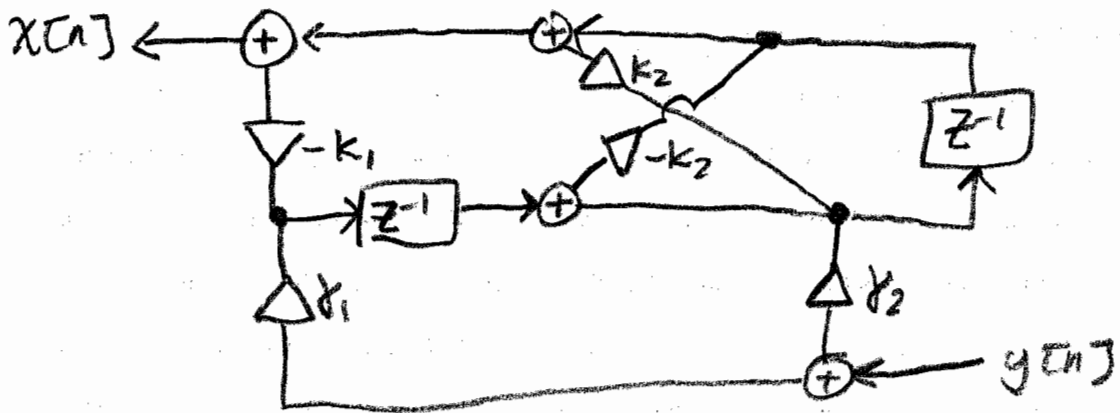 x[n]
+
+
k₂
z⁻¹
-k₁
-k₂
z⁻¹
+
γ₁
γ₂
+
y[n]